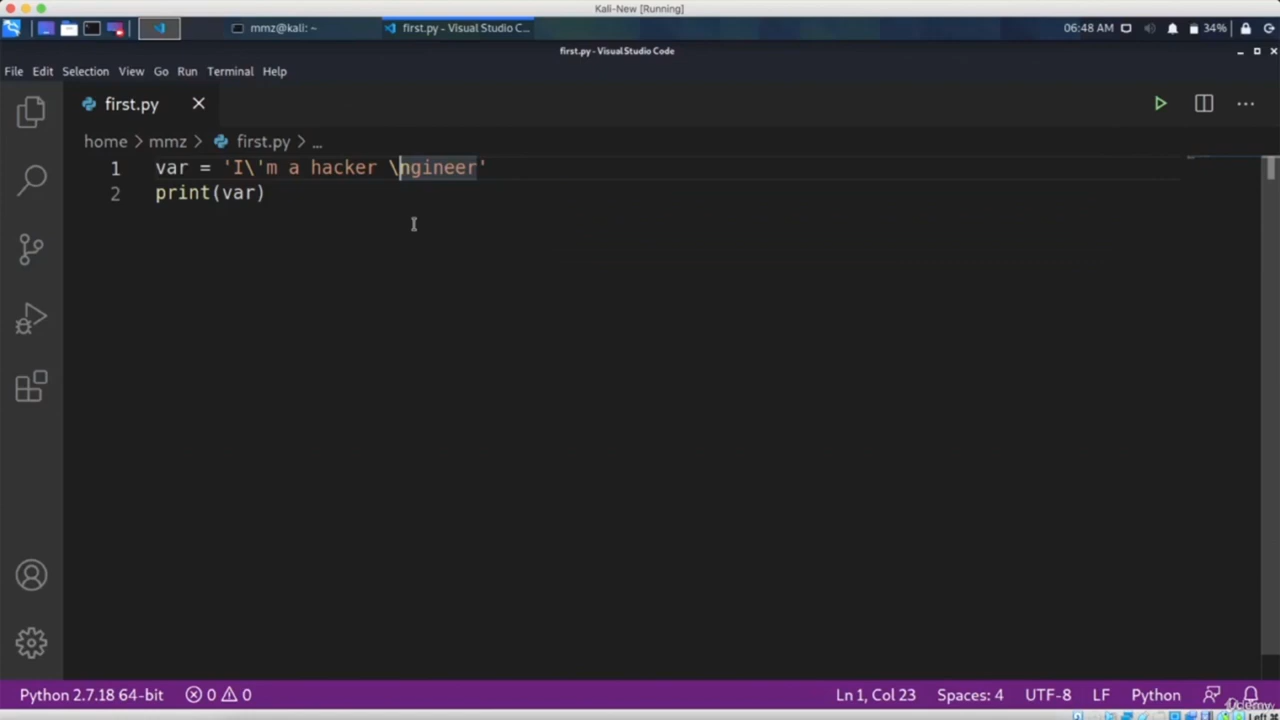 Kali-New [Running]
mmz@kali: ~
first.py - Visual Studio C...
06:48 AM
34%
first.py - Visual Studio Code
File Edit Selection View Go Run Terminal Help
first.py
home > mmz > first.py > ...
1 var = 'I\'m a hacker \ngineer'
2 print(var)
Python 2.7.18 64-bit
0 0
Ln 1, Col 23
Spaces: 4
UTF-8
LF
Python
Udemy
Left ⌘